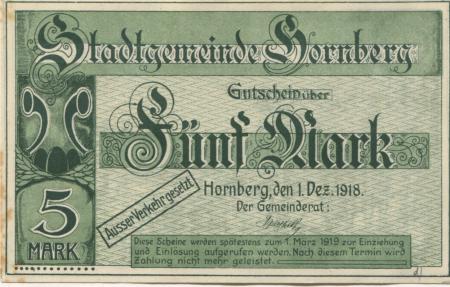 Stadtgemeinde Hornberg
Gutschein über
Fünf Mark
Hornberg, den 1. Dez. 1918.
Der Gemeinderat:
Ausser Verkehr gesetzt
5
MARK
Diese Scheine werden spätestens zum 1. März 1919 zur Einziehung
und Einlösung aufgerufen werden. Nach diesem Termin wird
Zahlung nicht mehr geleistet.